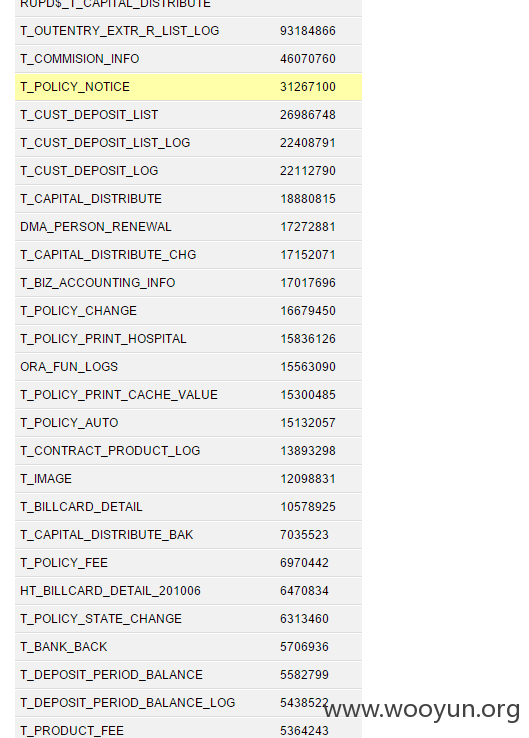 RUPD$_T_CAPITAL_DISTRIBUTE
T_OUTENTRY_EXTR_R_LIST_LOG 93184866
T_COMMISION_INFO 46070760
T_POLICY_NOTICE 31267100
T_CUST_DEPOSIT_LIST 26986748
T_CUST_DEPOSIT_LIST_LOG 22408791
T_CUST_DEPOSIT_LOG 22112790
T_CAPITAL_DISTRIBUTE 18880815
DMA_PERSON_RENEWAL 17272881
T_CAPITAL_DISTRIBUTE_CHG 17152071
T_BIZ_ACCOUNTING_INFO 17017696
T_POLICY_CHANGE 16679450
T_POLICY_PRINT_HOSPITAL 15836126
ORA_FUN_LOGS 15563090
T_POLICY_PRINT_CACHE_VALUE 15300485
T_POLICY_AUTO 15132057
T_CONTRACT_PRODUCT_LOG 13893298
T_IMAGE 12098831
T_BILLCARD_DETAIL 10578925
T_CAPITAL_DISTRIBUTE_BAK 7035523
T_POLICY_FEE 6970442
HT_BILLCARD_DETAIL_201006 6470834
T_POLICY_STATE_CHANGE 6313460
T_BANK_BACK 5706936
T_DEPOSIT_PERIOD_BALANCE 5582799
T_DEPOSIT_PERIOD_BALANCE_LOG 5438522
www.wooyun.org
T_PRODUCT_FEE 5364243